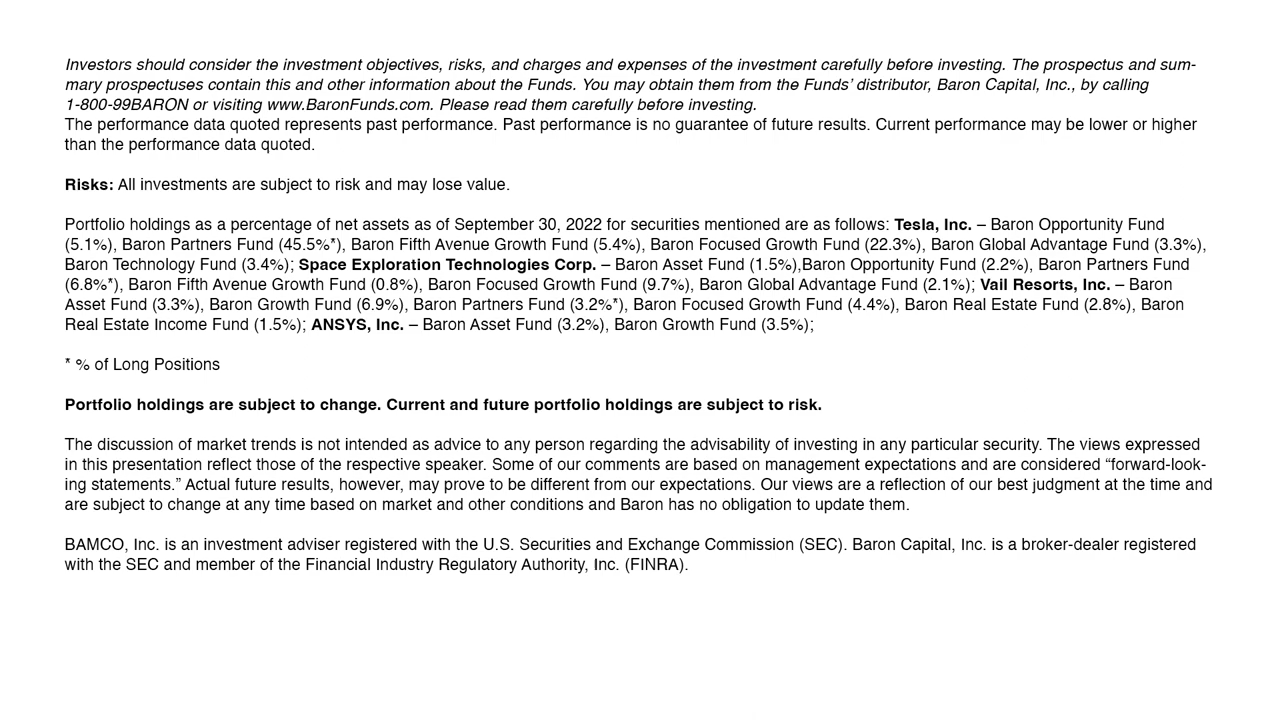 Investors should consider the investment objectives, risks, and charges and expenses of the investment carefully before investing. The prospectus and sum-
mary prospectuses contain this and other information about the Funds. You may obtain them from the Funds’ distributor, Baron Capital, Inc., by calling
1-800-99BARON or visiting www.BaronFunds.com. Please read them carefully before investing.
The performance data quoted represents past performance. Past performance is no guarantee of future results. Current performance may be lower or higher
than the performance data quoted.
Risks: All investments are subject to risk and may lose value.
Portfolio holdings as a percentage of net assets as of September 30, 2022 for securities mentioned are as follows: Tesla, Inc. – Baron Opportunity Fund
(5.1%), Baron Partners Fund (45.5%*), Baron Fifth Avenue Growth Fund (5.4%), Baron Focused Growth Fund (22.3%), Baron Global Advantage Fund (3.3%),
Baron Technology Fund (3.4%); Space Exploration Technologies Corp. – Baron Asset Fund (1.5%),Baron Opportunity Fund (2.2%), Baron Partners Fund
(6.8%*), Baron Fifth Avenue Growth Fund (0.8%), Baron Focused Growth Fund (9.7%), Baron Global Advantage Fund (2.1%); Vail Resorts, Inc. – Baron
Asset Fund (3.3%), Baron Growth Fund (6.9%), Baron Partners Fund (3.2%*), Baron Focused Growth Fund (4.4%), Baron Real Estate Fund (2.8%), Baron
Real Estate Income Fund (1.5%); ANSYS, Inc. – Baron Asset Fund (3.2%), Baron Growth Fund (3.5%);
* % of Long Positions
Portfolio holdings are subject to change. Current and future portfolio holdings are subject to risk.
The discussion of market trends is not intended as advice to any person regarding the advisability of investing in any particular security. The views expressed
in this presentation reflect those of the respective speaker. Some of our comments are based on management expectations and are considered “forward-look-
ing statements.” Actual future results, however, may prove to be different from our expectations. Our views are a reflection of our best judgment at the time and
are subject to change at any time based on market and other conditions and Baron has no obligation to update them.
BAMCO, Inc. is an investment adviser registered with the U.S. Securities and Exchange Commission (SEC). Baron Capital, Inc. is a broker-dealer registered
with the SEC and member of the Financial Industry Regulatory Authority, Inc. (FINRA).